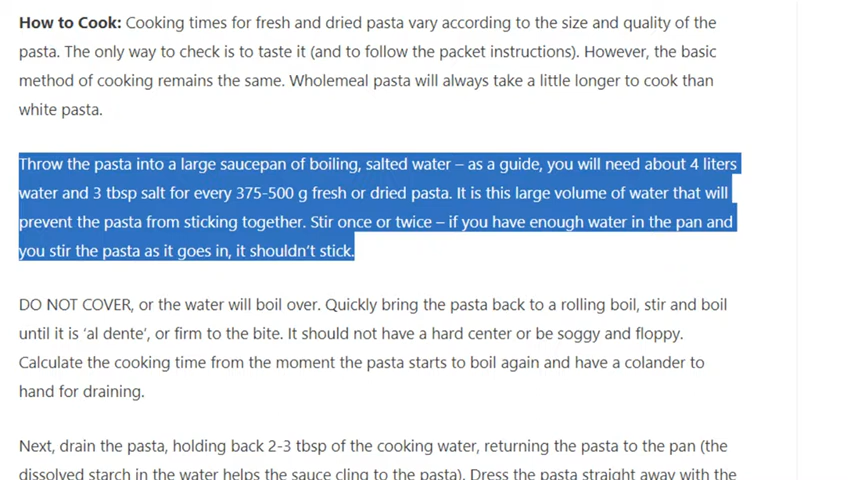 How to Cook: Cooking times for fresh and dried pasta vary according to the size and quality of the
pasta. The only way to check is to taste it (and to follow the packet instructions). However, the basic
method of cooking remains the same. Wholemeal pasta will always take a little longer to cook than
white pasta.
Throw the pasta into a large saucepan of boiling, salted water – as a guide, you will need about 4 liters
water and 3 tbsp salt for every 375-500 g fresh or dried pasta. It is this large volume of water that will
prevent the pasta from sticking together. Stir once or twice – if you have enough water in the pan and
you stir the pasta as it goes in, it shouldn’t stick.
DO NOT COVER, or the water will boil over. Quickly bring the pasta back to a rolling boil, stir and boil
until it is ‘al dente’, or firm to the bite. It should not have a hard center or be soggy and floppy.
Calculate the cooking time from the moment the pasta starts to boil again and have a colander to
hand for draining.
Next, drain the pasta, holding back 2-3 tbsp of the cooking water, returning the pasta to the pan (the
dissolved starch in the water helps the sauce cling to the pasta). Dress the pasta straight away with the